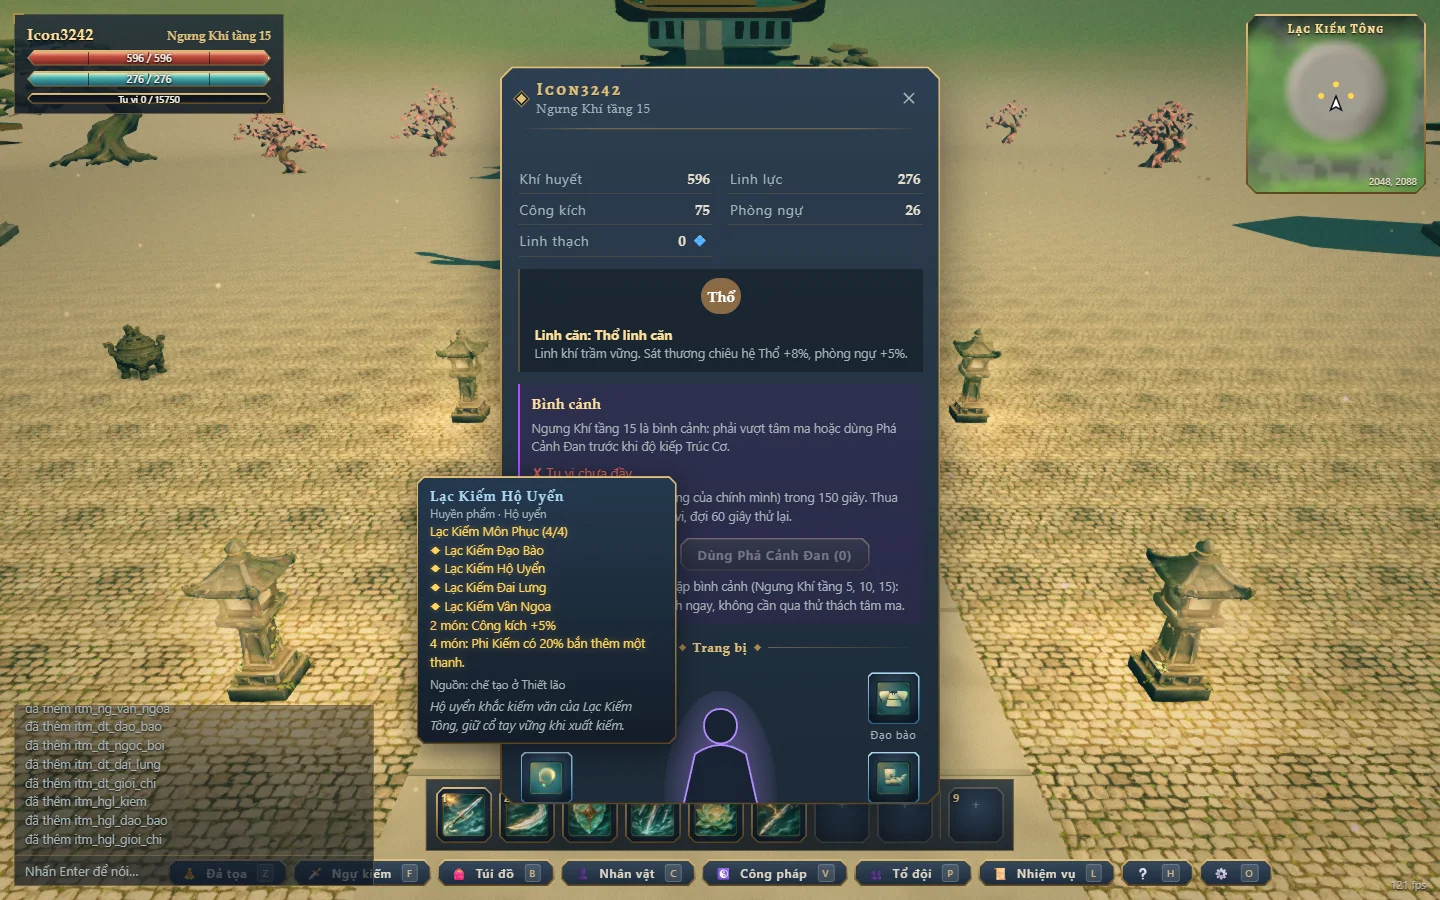 Icon3242
Ngưng Khí tầng 15
596 / 596
276 / 276
Tu vi 0 / 15750
Lạc Kiếm Tông
2048, 2088
Icon3242
Ngưng Khí tầng 15
Khí huyết 596
Linh lực 276
Công kích 75
Phòng ngự 26
Linh thạch 0
Thổ
Linh căn: Thổ linh căn
Linh khí trầm vững. Sát thương chiêu hệ Thổ +8%, phòng ngự +5%.
Bình cảnh
Ngưng Khí tầng 15 là bình cảnh: phải vượt tâm ma hoặc dùng Phá
Cảnh Đan trước khi độ kiếp Trúc Cơ.
✗ Tu vi chưa đầy
của chính mình) trong 150 giây. Thua
đợi 60 giây thử lại.
Dùng Phá Cảnh Đan (0)
bình cảnh (Ngưng Khí tầng 5, 10, 15):
ngay, không cần qua thử thách tâm ma.
Trang bị
Đạo bào
Lạc Kiếm Hộ Uyển
Huyền phẩm · Hộ uyển
Lạc Kiếm Môn Phục (4/4)
◆ Lạc Kiếm Đạo Bào
◆ Lạc Kiếm Hộ Uyển
◆ Lạc Kiếm Đai Lưng
◆ Lạc Kiếm Vân Ngoa
2 món: Công kích +5%
4 món: Phi Kiếm có 20% bắn thêm một
thanh.
Nguồn: chế tạo ở Thiết lão
Hộ uyển khắc kiếm văn của Lạc Kiếm
Tông, giữ cổ tay vững khi xuất kiếm.
đã thêm itm_ng_van_ngoa
đã thêm itm_dt_dao_bao
đã thêm itm_dt_ngoc_boi
đã thêm itm_dt_dai_lung
đã thêm itm_dt_gioi_chi
đã thêm itm_hgl_kiem
đã thêm itm_hgl_dao_bao
đã thêm itm_hgl_gioi_chi
Nhấn Enter để nói...
1
9
Đả tọa Z
Ngự kiếm F
Túi đồ B
Nhân vật C
Công pháp V
Tổ đội P
Nhiệm vụ L
? H
O
121 fps